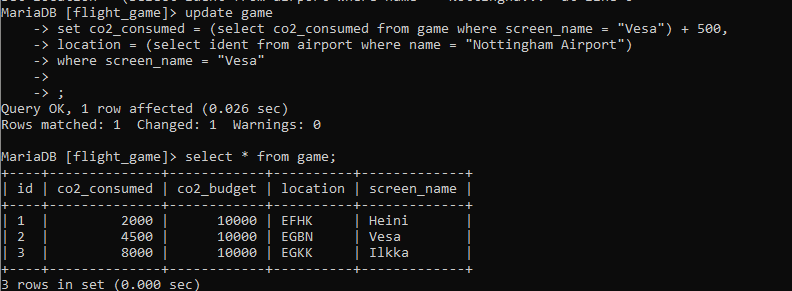 MariaDB [flight_game]> update game
    -> set co2_consumed = (select co2_consumed from game where screen_name = "Vesa") + 500,
    -> location = (select ident from airport where name = "Nottingham Airport")
    -> where screen_name = "Vesa"
    ->
    -> ;
Query OK, 1 row affected (0.026 sec)
Rows matched: 1  Changed: 1  Warnings: 0

MariaDB [flight_game]> select * from game;
+----+--------------+------------+----------+-------------+
| id | co2_consumed | co2_budget | location | screen_name |
+----+--------------+------------+----------+-------------+
| 1  |         2000 |      10000 | EFHK     | Heini       |
| 2  |         4500 |      10000 | EGBN     | Vesa        |
| 3  |         8000 |      10000 | EGKK     | Ilkka       |
+----+--------------+------------+----------+-------------+
3 rows in set (0.000 sec)